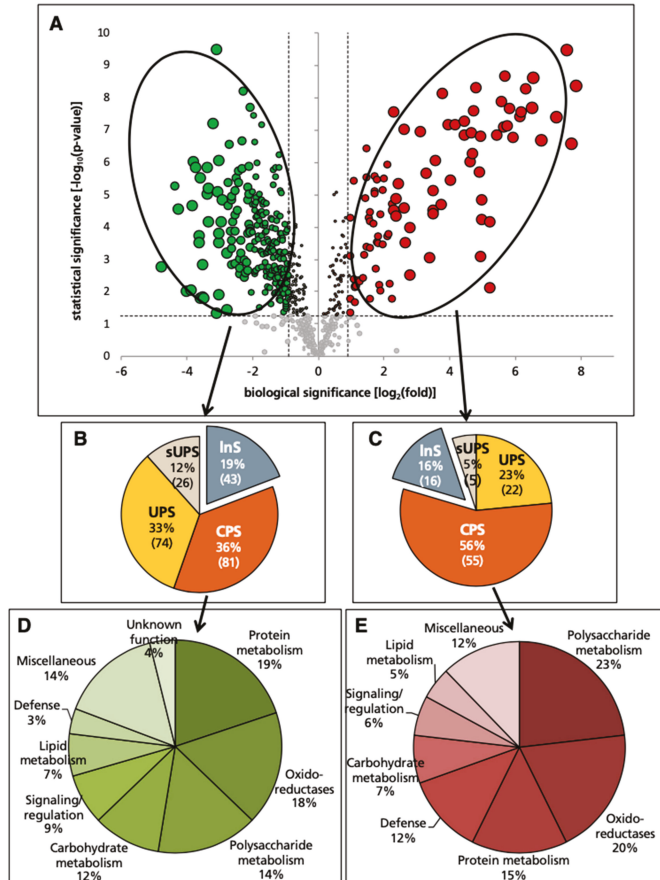 A
10
9
8
7
6
5
4
3
2
1
0
statistical significance [-log10(p-value)]
-6
-4
-2
0
2
4
6
8
biological significance [log2(fold)]
B
sUPS
12%
(26)
InS
19%
(43)
UPS
33%
(74)
CPS
36%
(81)
C
InS
16%
(16)
sUPS
5%
(5)
UPS
23%
(22)
CPS
56%
(55)
D
Unknown
function
4%
Protein
metabolism
19%
Miscellaneous
14%
Defense
3%
Lipid
metabolism
7%
Oxido-
reductases
18%
Signaling/
regulation
9%
Carbohydrate
metabolism
12%
Polysaccharide
metabolism
14%
E
Miscellaneous
12%
Polysaccharide
metabolism
23%
Lipid
metabolism
5%
Signaling/
regulation
6%
Carbohydrate
metabolism
7%
Defense
12%
Oxido-
reductases
20%
Protein metabolism
15%